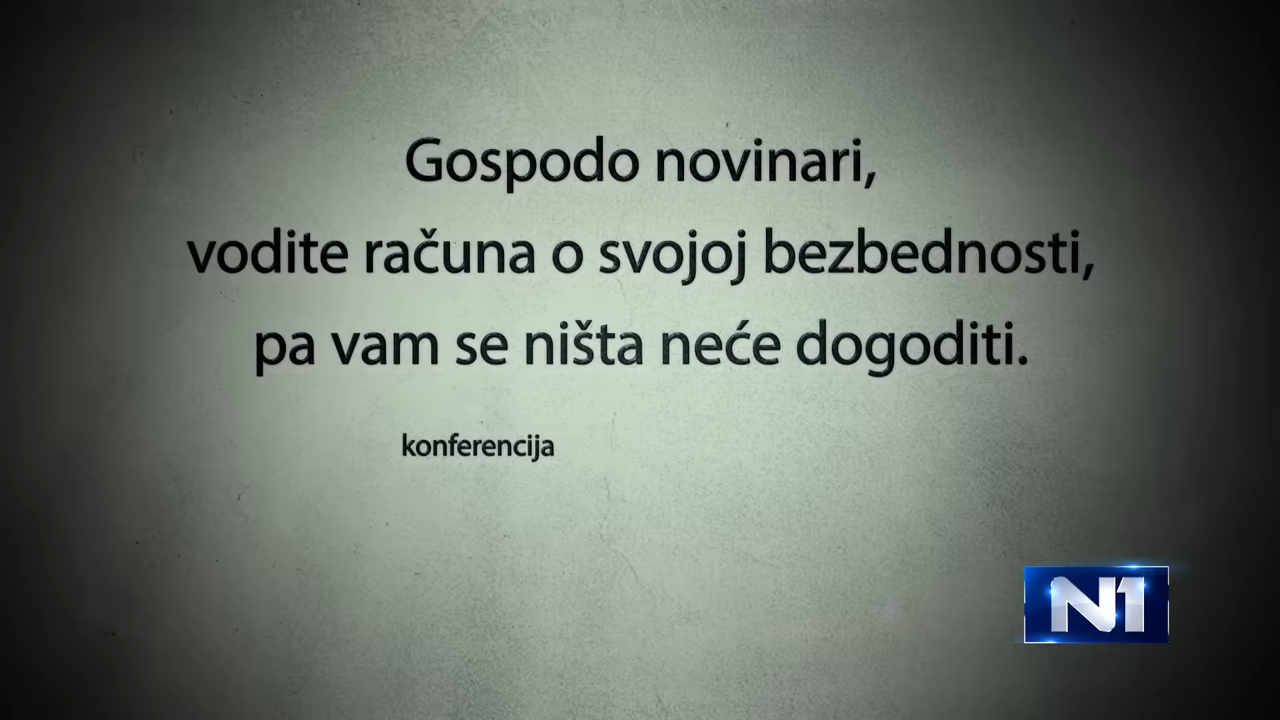 Gospodo novinari,
vodite računa o svojoj bezbednosti,
pa vam se ništa neće dogoditi.
konferencija
N1